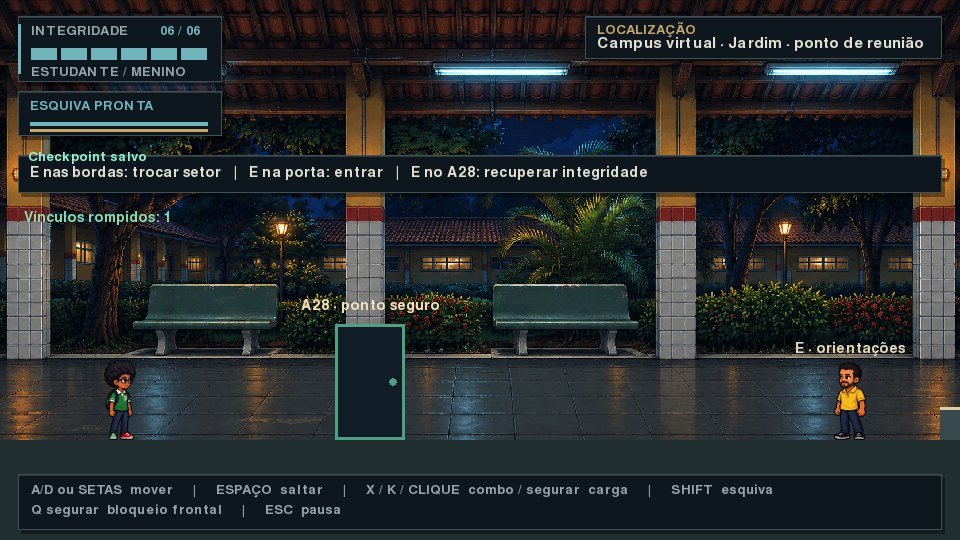 INTEGRIDADE 06 / 06
ESTUDANTE / MENINO
ESQUIVA PRONTA
LOCALIZAÇÃO
Campus virtual · Jardim · ponto de reunião
Checkpoint salvo
E nas bordas: trocar setor | E na porta: entrar | E no A28: recuperar integridade
Vínculos rompidos: 1
A28 · ponto seguro
E · orientações
A/D ou SETAS mover | ESPAÇO saltar | X / K / CLIQUE combo / segurar carga | SHIFT esquiva
Q segurar bloqueio frontal | ESC pausa